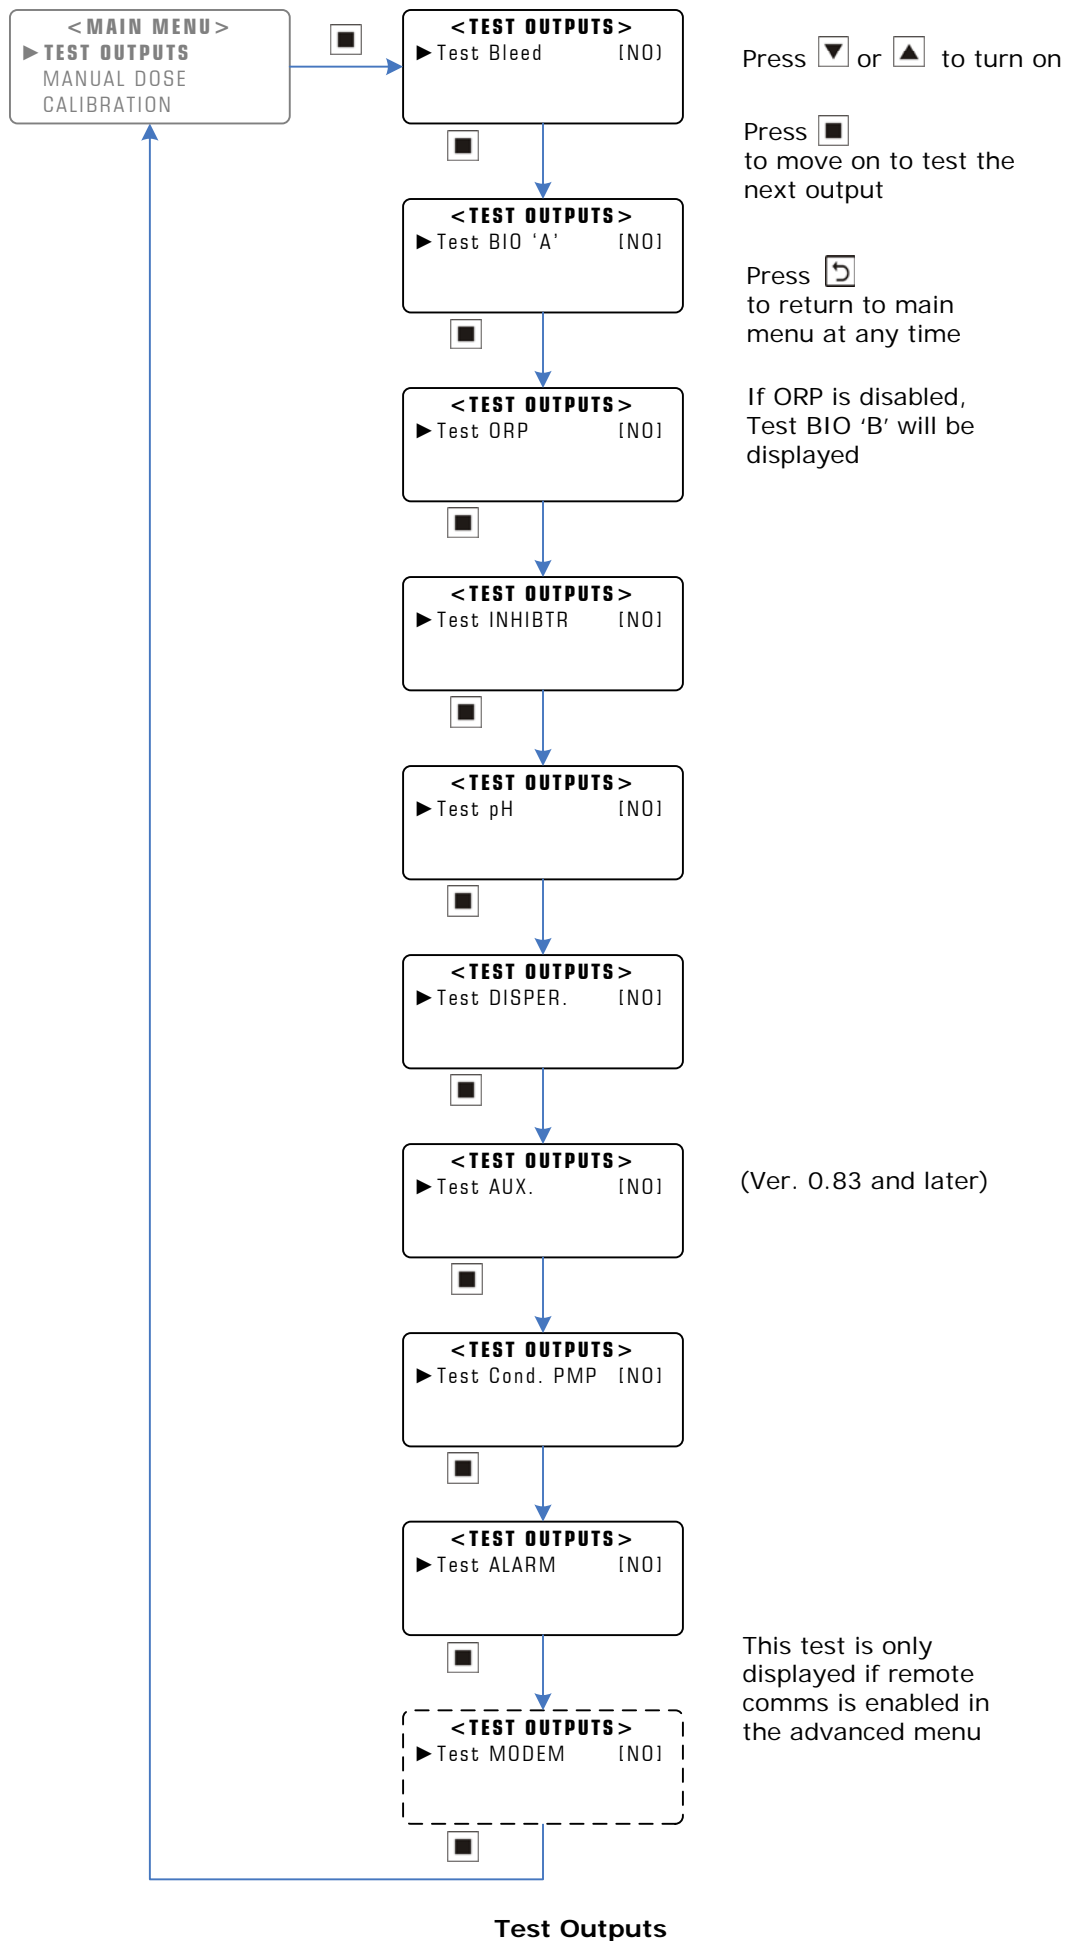 <MAIN MENU>
►TEST OUTPUTS
MANUAL DOSE
CALIBRATION
<TEST OUTPUTS>
►Test Bleed [NO)
Press ▼ or ▲ to turn on
Press ■
to move on to test the
next output
<TEST OUTPUTS>
►Test BIO ‘A’ [NO]
Press ⮌
to return to main
menu at any time
<TEST OUTPUTS>
►Test ORP [NO]
If ORP is disabled,
Test BIO ‘B’ will be
displayed
<TEST OUTPUTS>
►Test INHIBTR [NO]
<TEST OUTPUTS>
►Test pH [NO]
<TEST OUTPUTS>
►Test DISPER. [NO]
<TEST OUTPUTS>
►Test AUX. [NO]
(Ver. 0.83 and later)
<TEST OUTPUTS>
►Test Cond. PMP [NO]
<TEST OUTPUTS>
►Test ALARM [NO]
This test is only
displayed if remote
comms is enabled in
the advanced menu
<TEST OUTPUTS>
►Test MODEM [NO]
Test Outputs